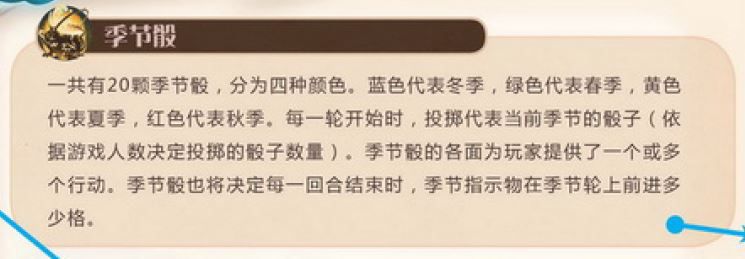 季节骰
一共有20颗季节骰，分为四种颜色。蓝色代表冬季，绿色代表春季，黄色
代表夏季，红色代表秋季。每一轮开始时，投掷代表当前季节的骰子（依
据游戏人数决定投掷的骰子数量）。季节骰的各面为玩家提供了一个或多
个行动。季节骰也将决定每一回合结束时，季节指示物在季节轮上前进多
少格。